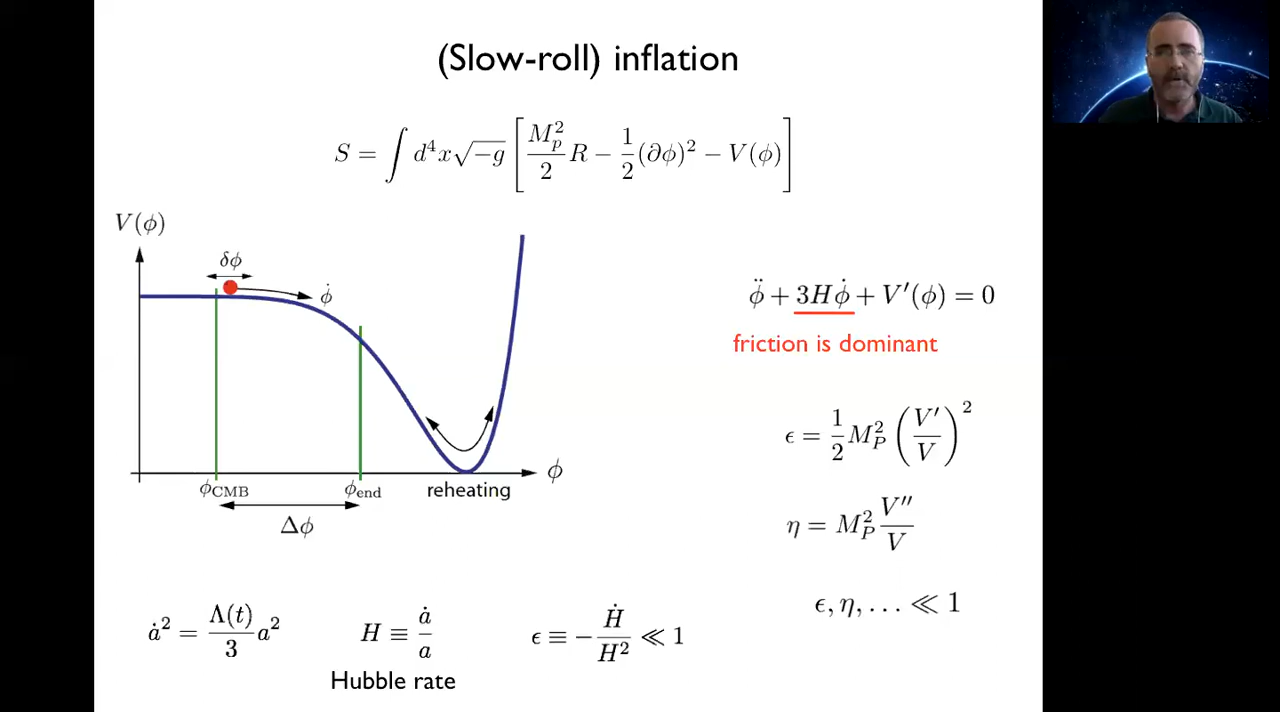 (Slow-roll) inflation
S = ∫ d⁴x√−g [ M_p²/2 R − 1/2 (∂φ)² − V(φ) ]
V(φ)
δφ
φ̇
φ̈ + 3Hφ̇ + V′(φ) = 0
friction is dominant
ϵ = 1/2 M_P² (V′/V)²
φ
φ_CMB φ_end reheating
Δφ
η = M_P² V″/V
ϵ, η, … ≪ 1
ȧ² = Λ(t)/3 a² H ≡ ȧ/a ϵ ≡ −Ḣ/H² ≪ 1
Hubble rate